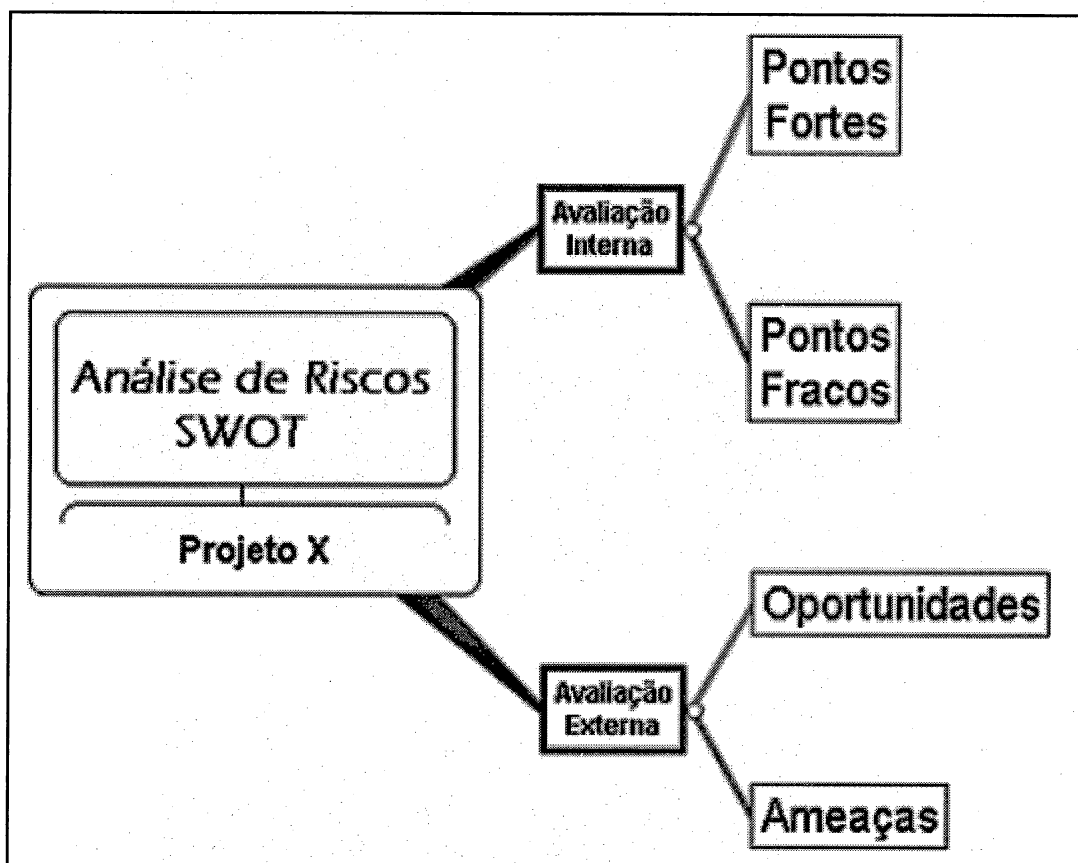 Pontos
Fortes
Avaliação
Interna
Pontos
Fracos
Análise de Riscos
SWOT
Projeto X
Oportunidades
Avaliação
Externa
Ameaças